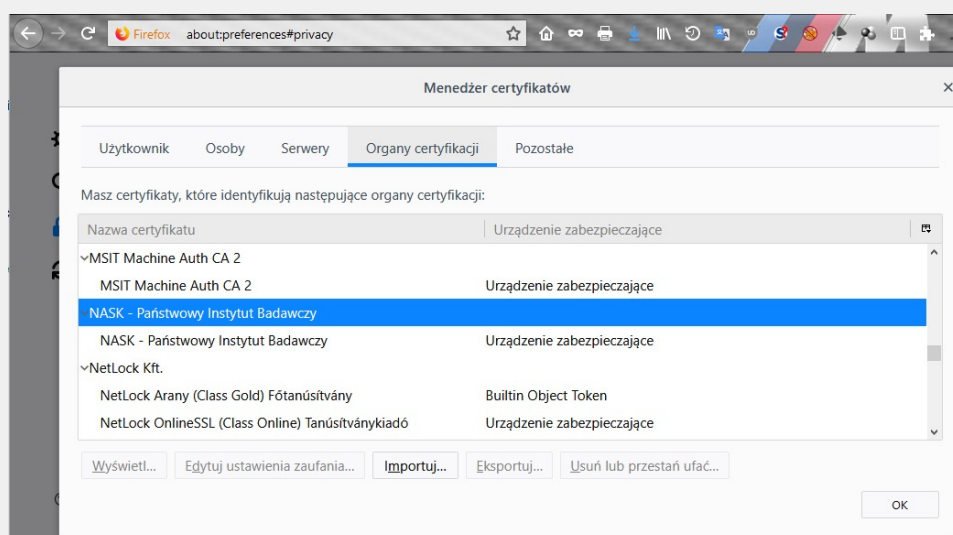 Firefox about:preferences#privacy
Menedżer certyfikatów
Użytkownik Osoby Serwery Organy certyfikacji Pozostałe
Masz certyfikaty, które identyfikują następujące organy certyfikacji:
Nazwa certyfikatu Urządzenie zabezpieczające
MSIT Machine Auth CA 2
MSIT Machine Auth CA 2 Urządzenie zabezpieczające
NASK - Państwowy Instytut Badawczy
NASK - Państwowy Instytut Badawczy Urządzenie zabezpieczające
NetLock Kft.
NetLock Arany (Class Gold) Főtanúsítvány Builtin Object Token
NetLock OnlineSSL (Class Online) Tanúsítványkiadó Urządzenie zabezpieczające
Wyświetl... Edytuj ustawienia zaufania... Importuj... Eksportuj... Usuń lub przestań ufać...
OK